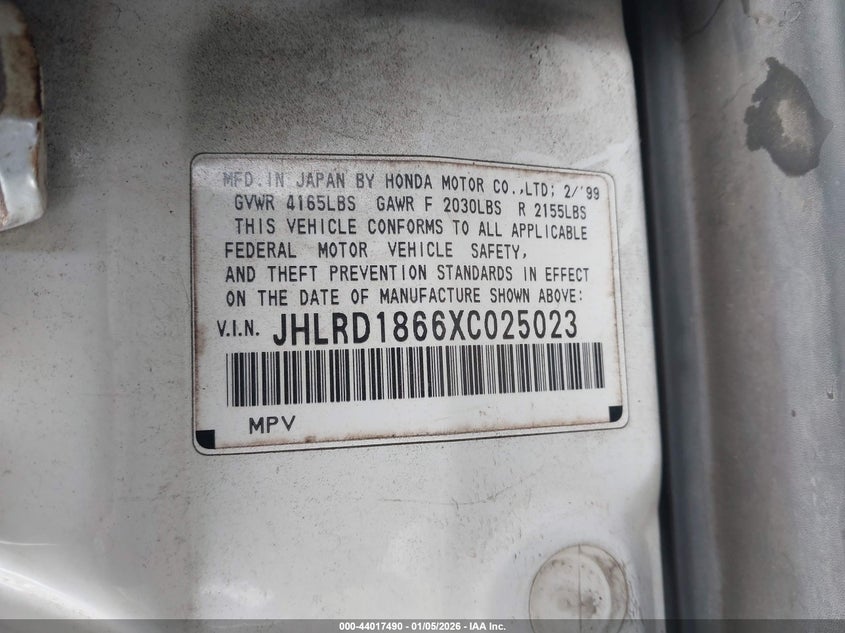 MFD.IN JAPAN BY HONDA MOTOR CO.,LTD; 2/'99
GVWR 4165LBS GAWR F 2030LBS R 2155LBS
THIS VEHICLE CONFORMS TO ALL APPLICABLE
FEDERAL MOTOR VEHICLE SAFETY,
AND THEFT PREVENTION STANDARDS IN EFFECT
ON THE DATE OF MANUFACTURE SHOWN ABOVE:
V.I.N. JHLRD1866XC025023
MPV
000-44017490 - 01/05/2026 - IAA Inc.